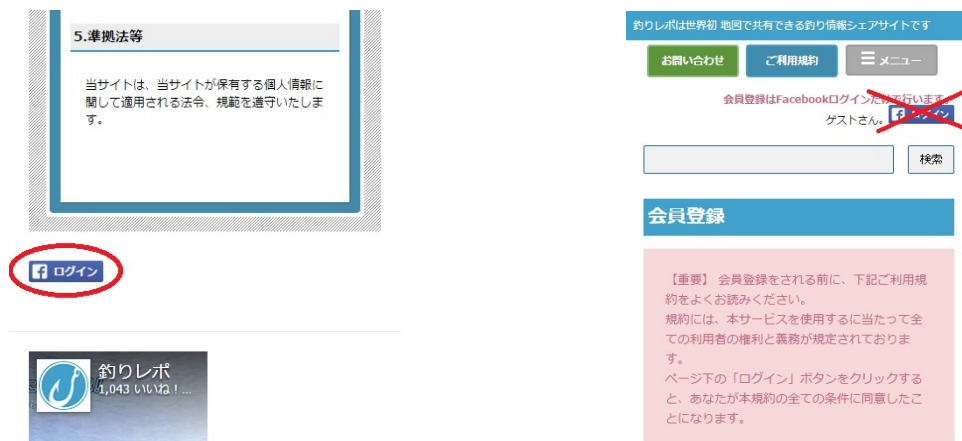 5.準拠法等
当サイトは、当サイトが保有する個人情報に
関して適用される法令、規範を遵守いたしま
す。
ログイン
釣りレポ
1,043 いいね！...
釣りレポは世界初 地図で共有できる釣り情報シェアサイトです
お問い合わせ
ご利用規約
メニュー
会員登録はFacebookログインだけで行います。
ゲストさん。
ログイン
検索
会員登録
【重要】 会員登録をされる前に、下記ご利用規
約をよくお読みください。
規約には、本サービスを使用するに当たって全
ての利用者の権利と義務が規定されておりま
す。
ページ下の「ログイン」ボタンをクリックする
と、あなたが本規約の全ての条件に同意したこ
とになります。